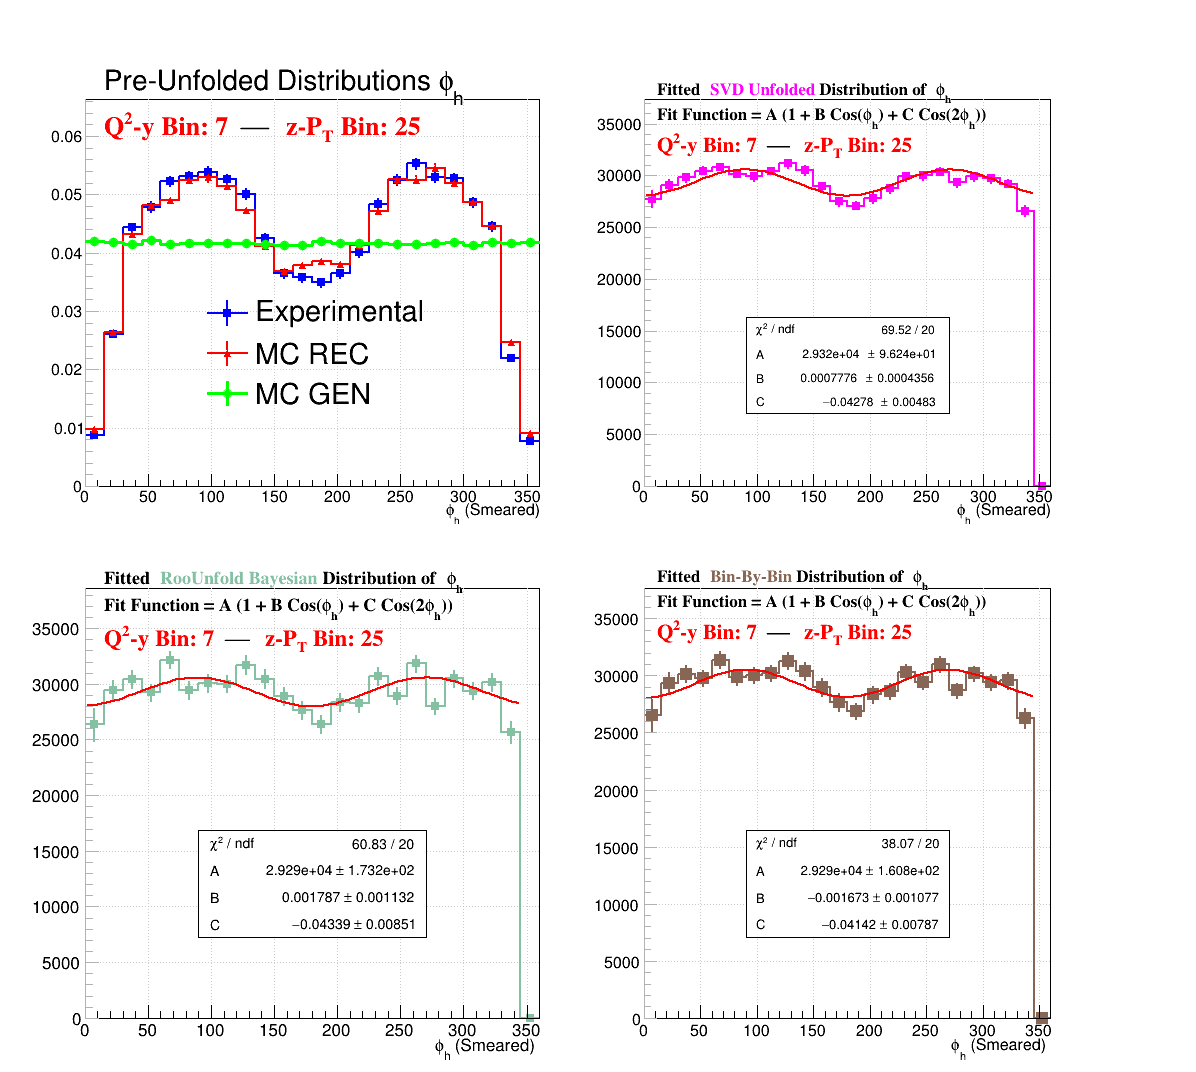 Pre-Unfolded Distributions ϕh
Q2-y Bin: 7 — z-PT Bin: 25
0.06
0.05
0.04
0.03
0.02
0.01
0
Experimental
MC REC
MC GEN
0 50 100 150 200 250 300 350
ϕh (Smeared)
Fitted SVD Unfolded Distribution of ϕh
Fit Function = A (1 + B Cos(ϕh) + C Cos(2ϕh))
Q2-y Bin: 7 — z-PT Bin: 25
35000
30000
25000
20000
15000
10000
5000
0
χ2 / ndf 69.52 / 20
A 2.932e+04 ± 9.624e+01
B 0.0007776 ± 0.0004356
C −0.04278 ± 0.00483
0 50 100 150 200 250 300 350
ϕh (Smeared)
Fitted RooUnfold Bayesian Distribution of ϕh
Fit Function = A (1 + B Cos(ϕh) + C Cos(2ϕh))
Q2-y Bin: 7 — z-PT Bin: 25
35000
30000
25000
20000
15000
10000
5000
0
χ2 / ndf 60.83 / 20
A 2.929e+04 ± 1.732e+02
B 0.001787 ± 0.001132
C −0.04339 ± 0.00851
0 50 100 150 200 250 300 350
ϕh (Smeared)
Fitted Bin-By-Bin Distribution of ϕh
Fit Function = A (1 + B Cos(ϕh) + C Cos(2ϕh))
Q2-y Bin: 7 — z-PT Bin: 25
35000
30000
25000
20000
15000
10000
5000
0
χ2 / ndf 38.07 / 20
A 2.929e+04 ± 1.608e+02
B −0.001673 ± 0.001077
C −0.04142 ± 0.00787
0 50 100 150 200 250 300 350
ϕh (Smeared)